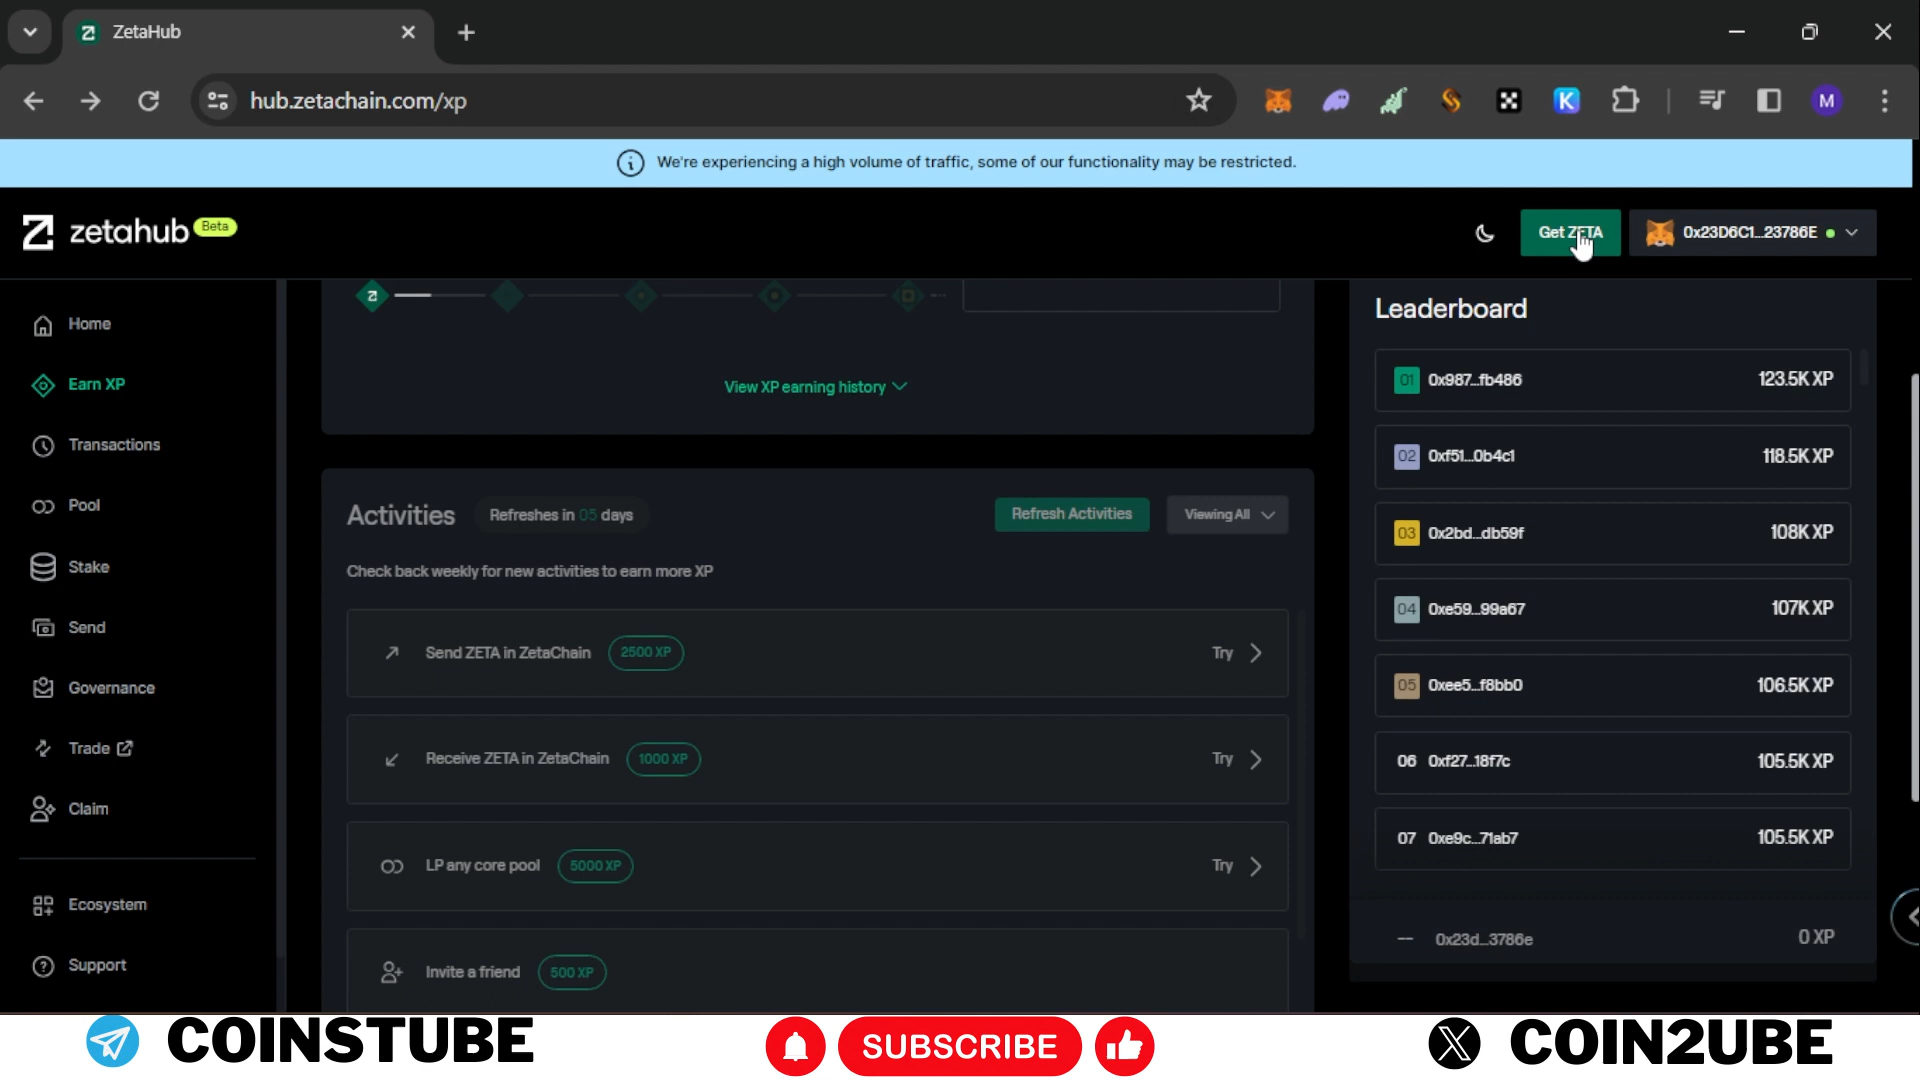 ZetaHub
hub.zetachain.com/xp
M
We're experiencing a high volume of traffic, some of our functionality may be restricted.
zetahub Beta
Get ZETA
0x23D6C1...23786E
Home
Earn XP
Transactions
Pool
Stake
Send
Governance
Trade
Claim
Ecosystem
Support
View XP earning history
Activities
Refreshes in 05 days
Refresh Activities
Viewing All
Check back weekly for new activities to earn more XP
Send ZETA in ZetaChain 2500 XP Try
Receive ZETA in ZetaChain 1000 XP Try
LP any core pool 5000 XP Try
Invite a friend 500 XP
Leaderboard
01 0x987...fb486 123.5K XP
02 0xf51...0b4c1 118.5K XP
03 0x2bd...db59f 108K XP
04 0xe59...99a67 107K XP
05 0xee5...f8bb0 106.5K XP
06 0xf27...18f7c 105.5K XP
07 0xe9c...71ab7 105.5K XP
-- 0x23d...3786e 0 XP
COINSTUBE
SUBSCRIBE
COIN2UBE